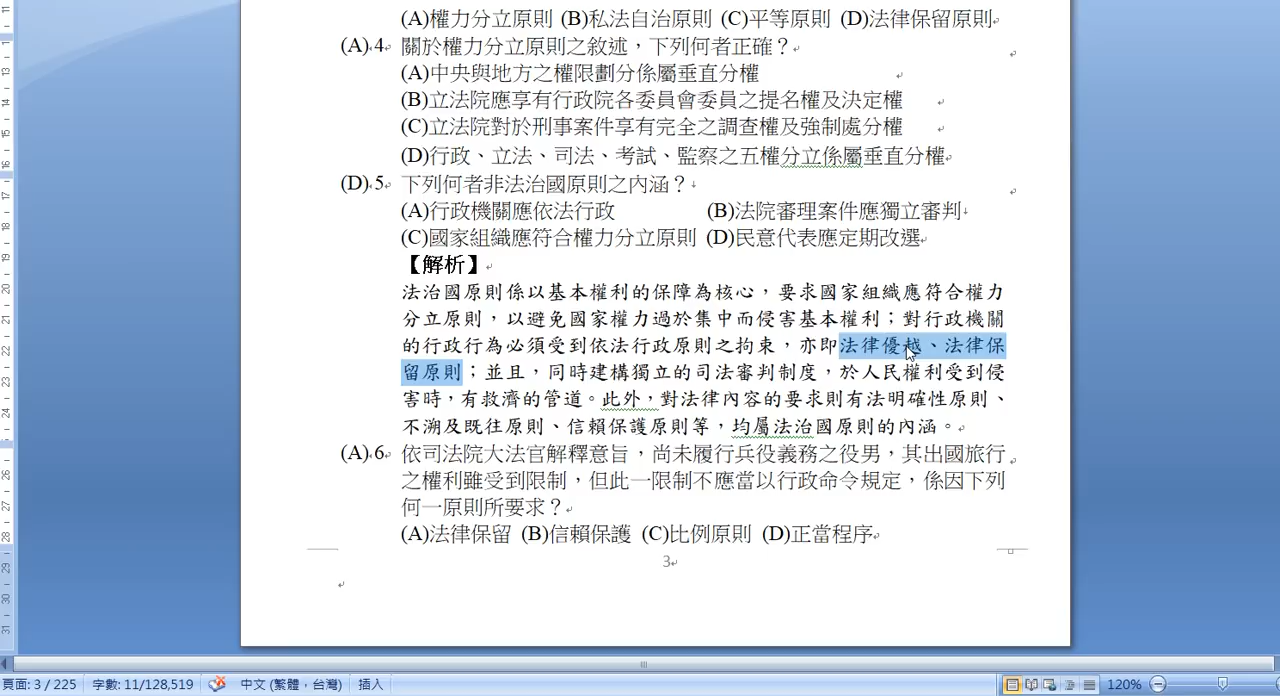 (A)權力分立原則 (B)私法自治原則 (C)平等原則 (D)法律保留原則
(A) 4 關於權力分立原則之敘述，下列何者正確？
(A)中央與地方之權限劃分係屬垂直分權
(B)立法院應享有行政院各委員會委員之提名權及決定權
(C)立法院對於刑事案件享有完全之調查權及強制處分權
(D)行政、立法、司法、考試、監察之五權分立係屬垂直分權
(D) 5 下列何者非法治國原則之內涵？
(A)行政機關應依法行政 (B)法院審理案件應獨立審判
(C)國家組織應符合權力分立原則 (D)民意代表應定期改選
【解析】
法治國原則係以基本權利的保障為核心，要求國家組織應符合權力
分立原則，以避免國家權力過於集中而侵害基本權利；對行政機關
的行政行為必須受到依法行政原則之拘束，亦即法律優越、法律保
留原則；並且，同時建構獨立的司法審判制度，於人民權利受到侵
害時，有救濟的管道。此外，對法律內容的要求則有法明確性原則、
不溯及既往原則、信賴保護原則等，均屬法治國原則的內涵。
(A) 6 依司法院大法官解釋意旨，尚未履行兵役義務之役男，其出國旅行
之權利雖受到限制，但此一限制不應當以行政命令規定，係因下列
何一原則所要求？
(A)法律保留 (B)信賴保護 (C)比例原則 (D)正當程序
3
頁面: 3 / 225 字數: 11/128,519 中文 (繁體，台灣) 插入 120%